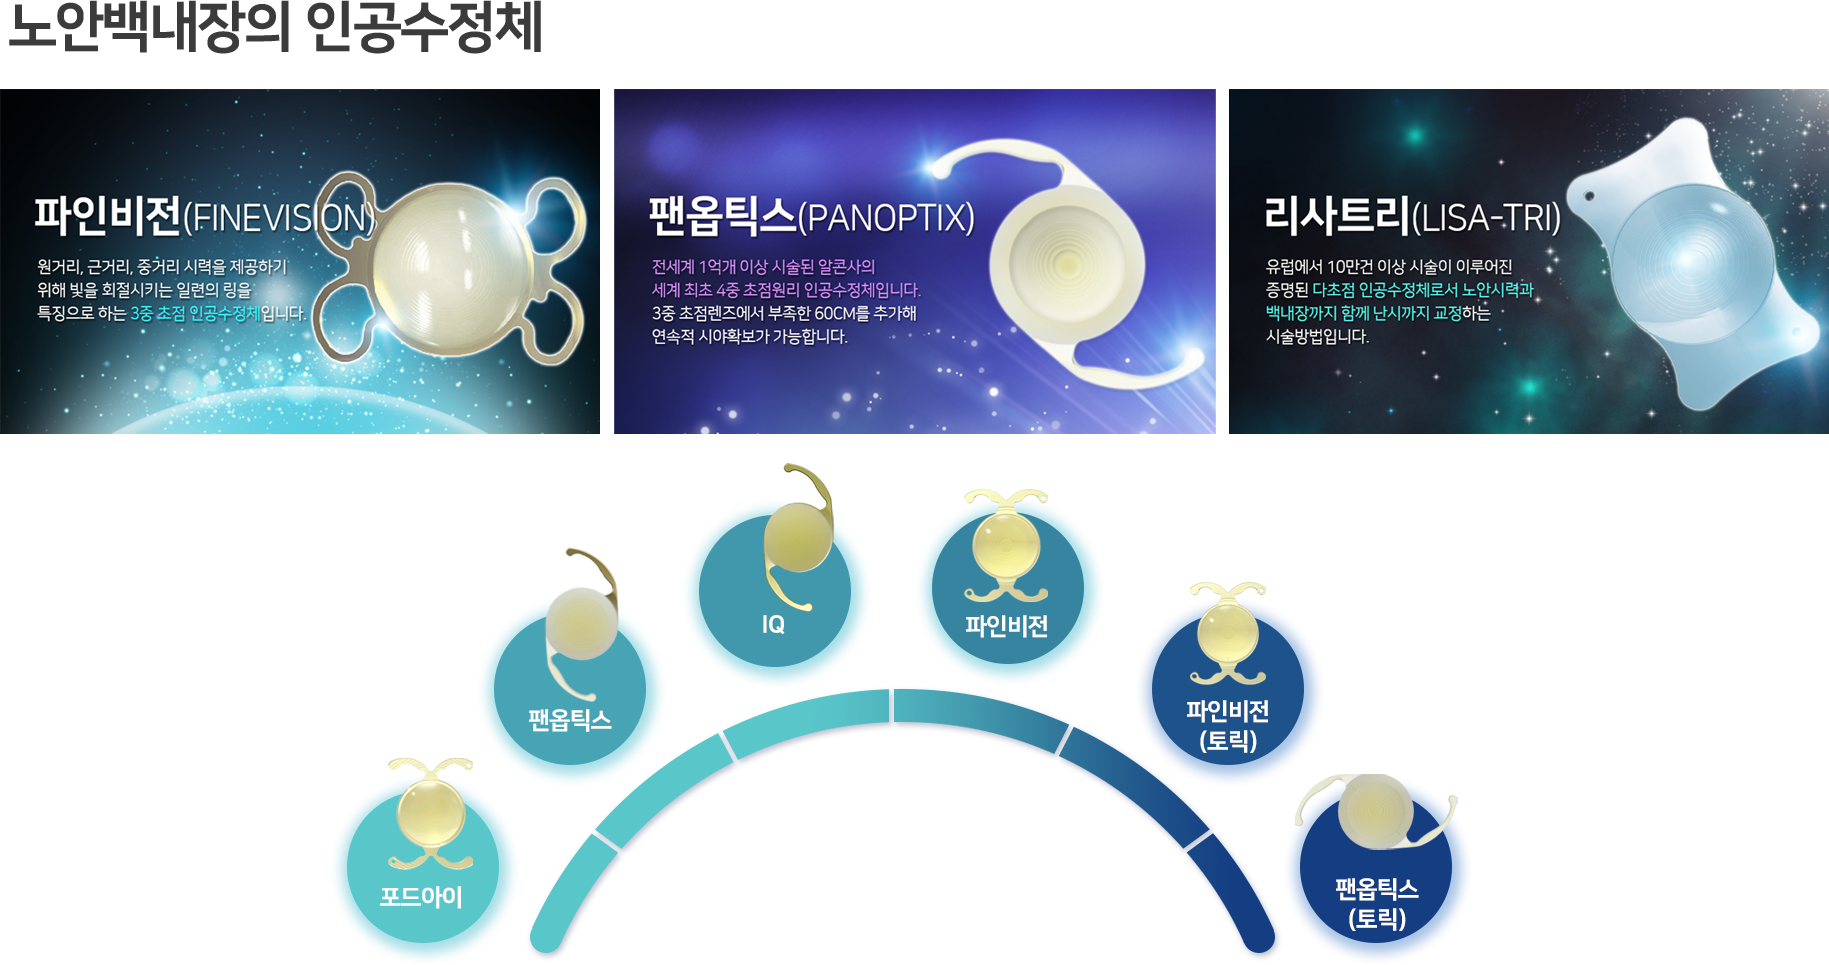 노안백내장의 인공수정체
파인비전(FINEVISION)
원거리, 근거리, 중거리 시력을 제공하기
위해 빛을 회절시키는 일련의 링을
특징으로 하는 3중 초점 인공수정체입니다.
팬옵틱스(PANOPTIX)
전세계 1억개 이상 시술된 알콘사의
세계 최초 4중 초점원리 인공수정체입니다.
3중 초점렌즈에서 부족한 60CM를 추가해
연속적 시야확보가 가능합니다.
리사트리(LISA-TRI)
유럽에서 10만건 이상 시술이 이루어진
증명된 다초점 인공수정체로서 노안시력과
백내장까지 함께 난시까지 교정하는
시술방법입니다.
포드아이
팬옵틱스
IQ
파인비전
파인비전
(토릭)
팬옵틱스
(토릭)